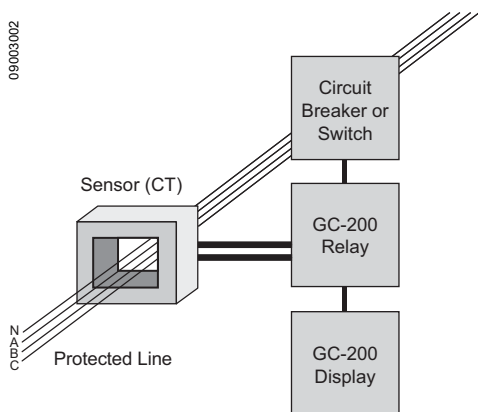 09003002
Circuit
Breaker or
Switch
Sensor (CT)
GC-200
Relay
N
A
B
C
Protected Line
GC-200
Display